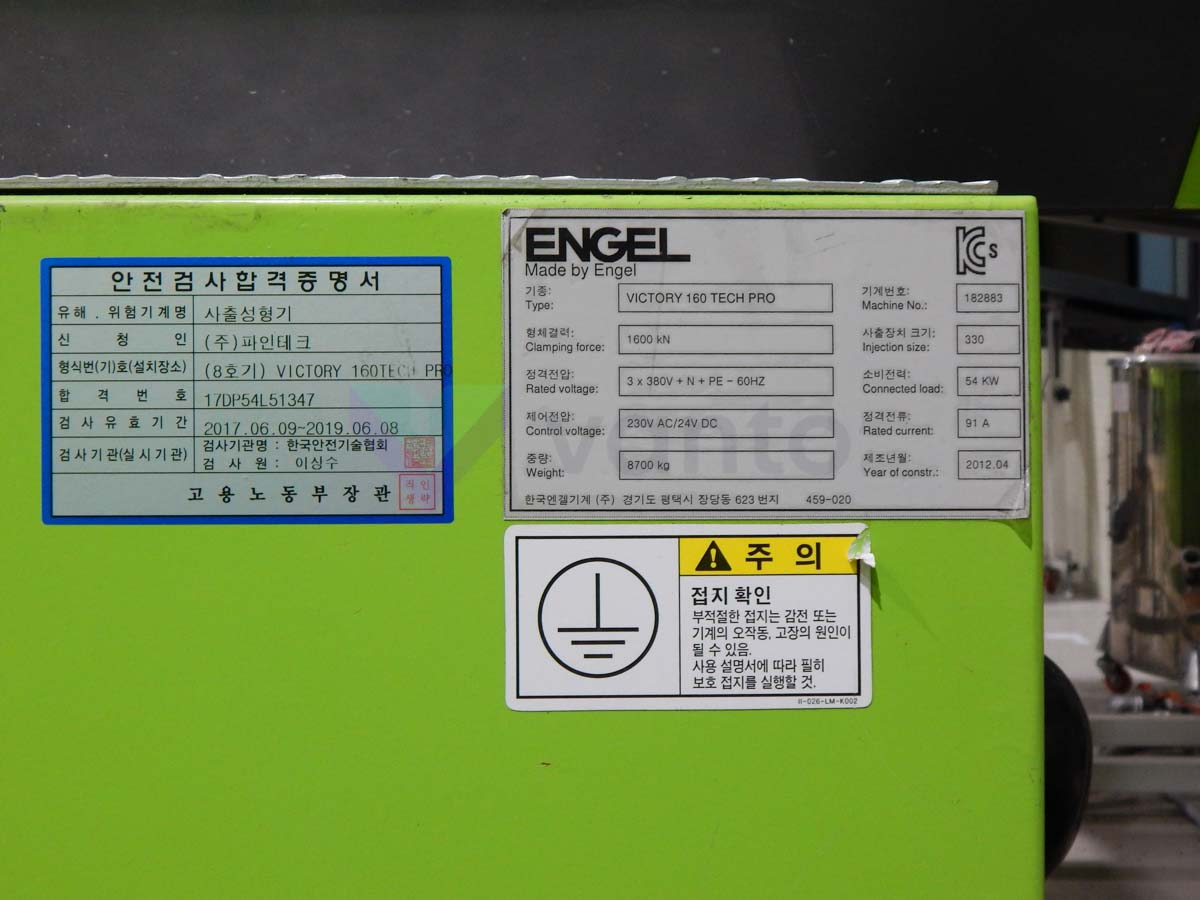 안전검사합격증명서
유해 . 위험기계명 사출성형기
신 청 인 (주)파인테크
형식번(기)호(설치장소) (8호기) VICTORY 160TECH PRO
합 격 번 호 17DP54L51347
검 사 유 효 기 간 2017.06.09~2019.06.08
검사기관(실시기관) 검사기관명 : 한국안전기술협회
검 사 원 : 이상수
고 용 노 동 부 장 관 직인
생략
ENGEL
Made by Engel
KCs
기종: 기계번호:
Type: VICTORY 160 TECH PRO Machine No.: 182883
형체결력: 사출장치 크기:
Clamping force: 1600 kN Injection size: 330
정격전압: 소비전력:
Rated voltage: 3 x 380V + N + PE - 60HZ Connected load: 54 KW
제어전압: 정격전류:
Control voltage: 230V AC/24V DC Rated current: 91 A
중량: 제조년월:
Weight: 8700 kg Year of constr.: 2012.04
한국엔겔기계 (주) 경기도 평택시 장당동 623 번지 459-020
주 의
접지 확인
부적절한 접지는 감전 또는
기계의 오작동, 고장의 원인이
될 수 있음.
사용 설명서에 따라 필히
보호 접지를 실행할 것.
II-026-LM-K002